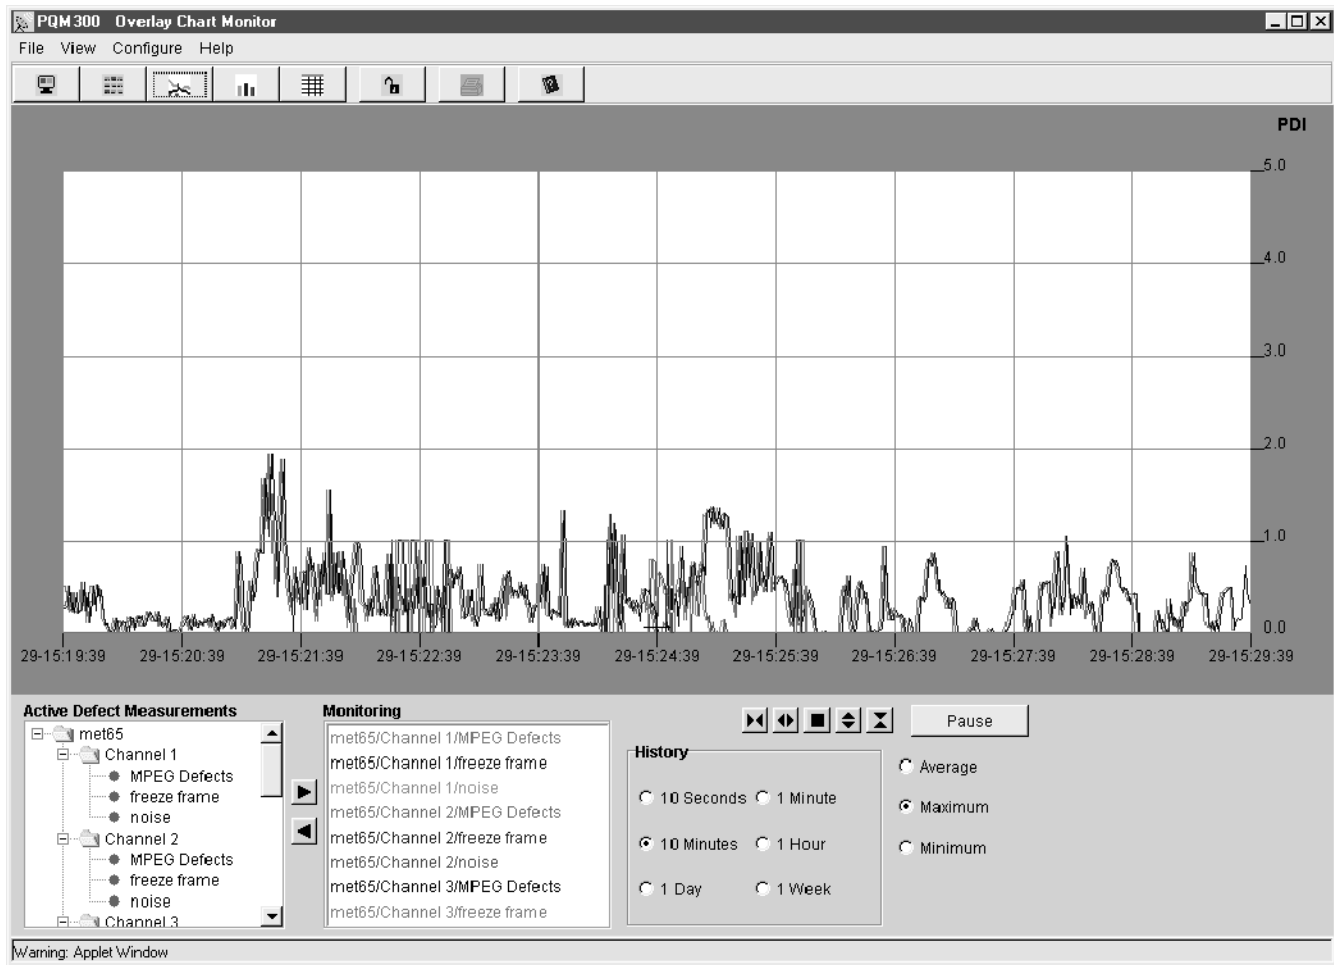 PQM300 Overlay Chart Monitor
File View Configure Help
PDI
5.0
4.0
3.0
2.0
1.0
0.0
29-15:19:39 29-15:20:39 29-15:21:39 29-15:22:39 29-15:23:39 29-15:24:39 29-15:25:39 29-15:26:39 29-15:27:39 29-15:28:39 29-15:29:39
Active Defect Measurements
met65
Channel 1
MPEG Defects
freeze frame
noise
Channel 2
MPEG Defects
freeze frame
noise
Channel 3
Monitoring
met65/Channel 1/MPEG Defects
met65/Channel 1/freeze frame
met65/Channel 1/noise
met65/Channel 2/MPEG Defects
met65/Channel 2/freeze frame
met65/Channel 2/noise
met65/Channel 3/MPEG Defects
met65/Channel 3/freeze frame
Pause
History
10 Seconds 1 Minute
10 Minutes 1 Hour
1 Day 1 Week
Average
Maximum
Minimum
Warning: Applet Window